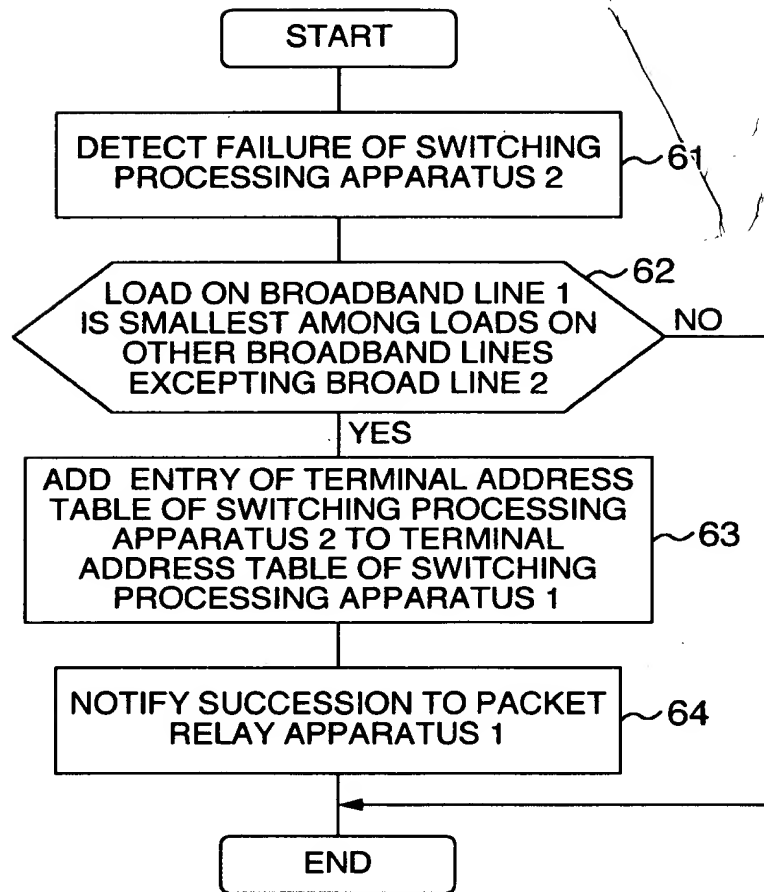 START
DETECT FAILURE OF SWITCHING
PROCESSING APPARATUS 2
61
62
LOAD ON BROADBAND LINE 1
IS SMALLEST AMONG LOADS ON
OTHER BROADBAND LINES
EXCEPTING BROAD LINE 2
NO
YES
ADD ENTRY OF TERMINAL ADDRESS
TABLE OF SWITCHING PROCESSING
APPARATUS 2 TO TERMINAL
ADDRESS TABLE OF SWITCHING
PROCESSING APPARATUS 1
63
NOTIFY SUCCESSION TO PACKET
RELAY APPARATUS 1
64
END